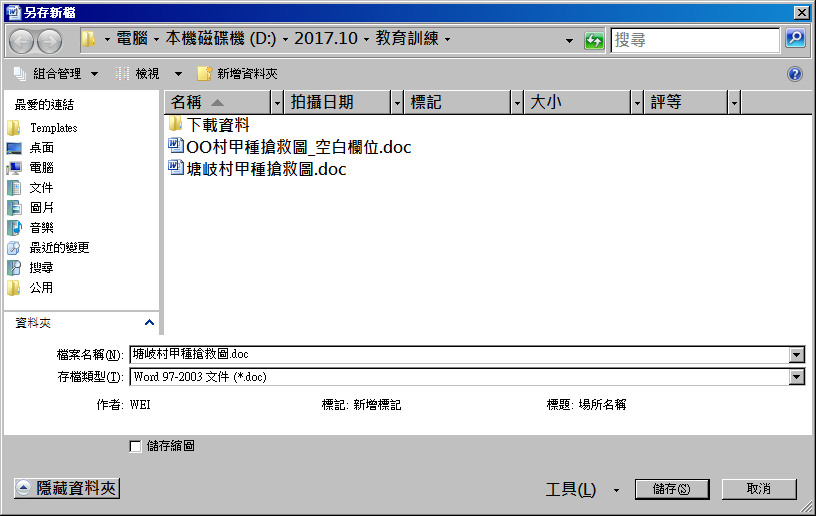 另存新檔
電腦 本機磁碟機 (D:) 2017.10 教育訓練
搜尋
組合管理 檢視 新增資料夾
最愛的連結
Templates
桌面
電腦
文件
圖片
音樂
最近的變更
搜尋
公用
資料夾
名稱 拍攝日期 標記 大小 評等
下載資料
OO村甲種搶救圖_空白欄位.doc
塘岐村甲種搶救圖.doc
檔案名稱(N): 塘岐村甲種搶救圖.doc
存檔類型(T): Word 97-2003 文件 (*.doc)
作者: WEI 標記: 新增標記 標題: 場所名稱
儲存縮圖
隱藏資料夾 工具(L) 儲存(S) 取消